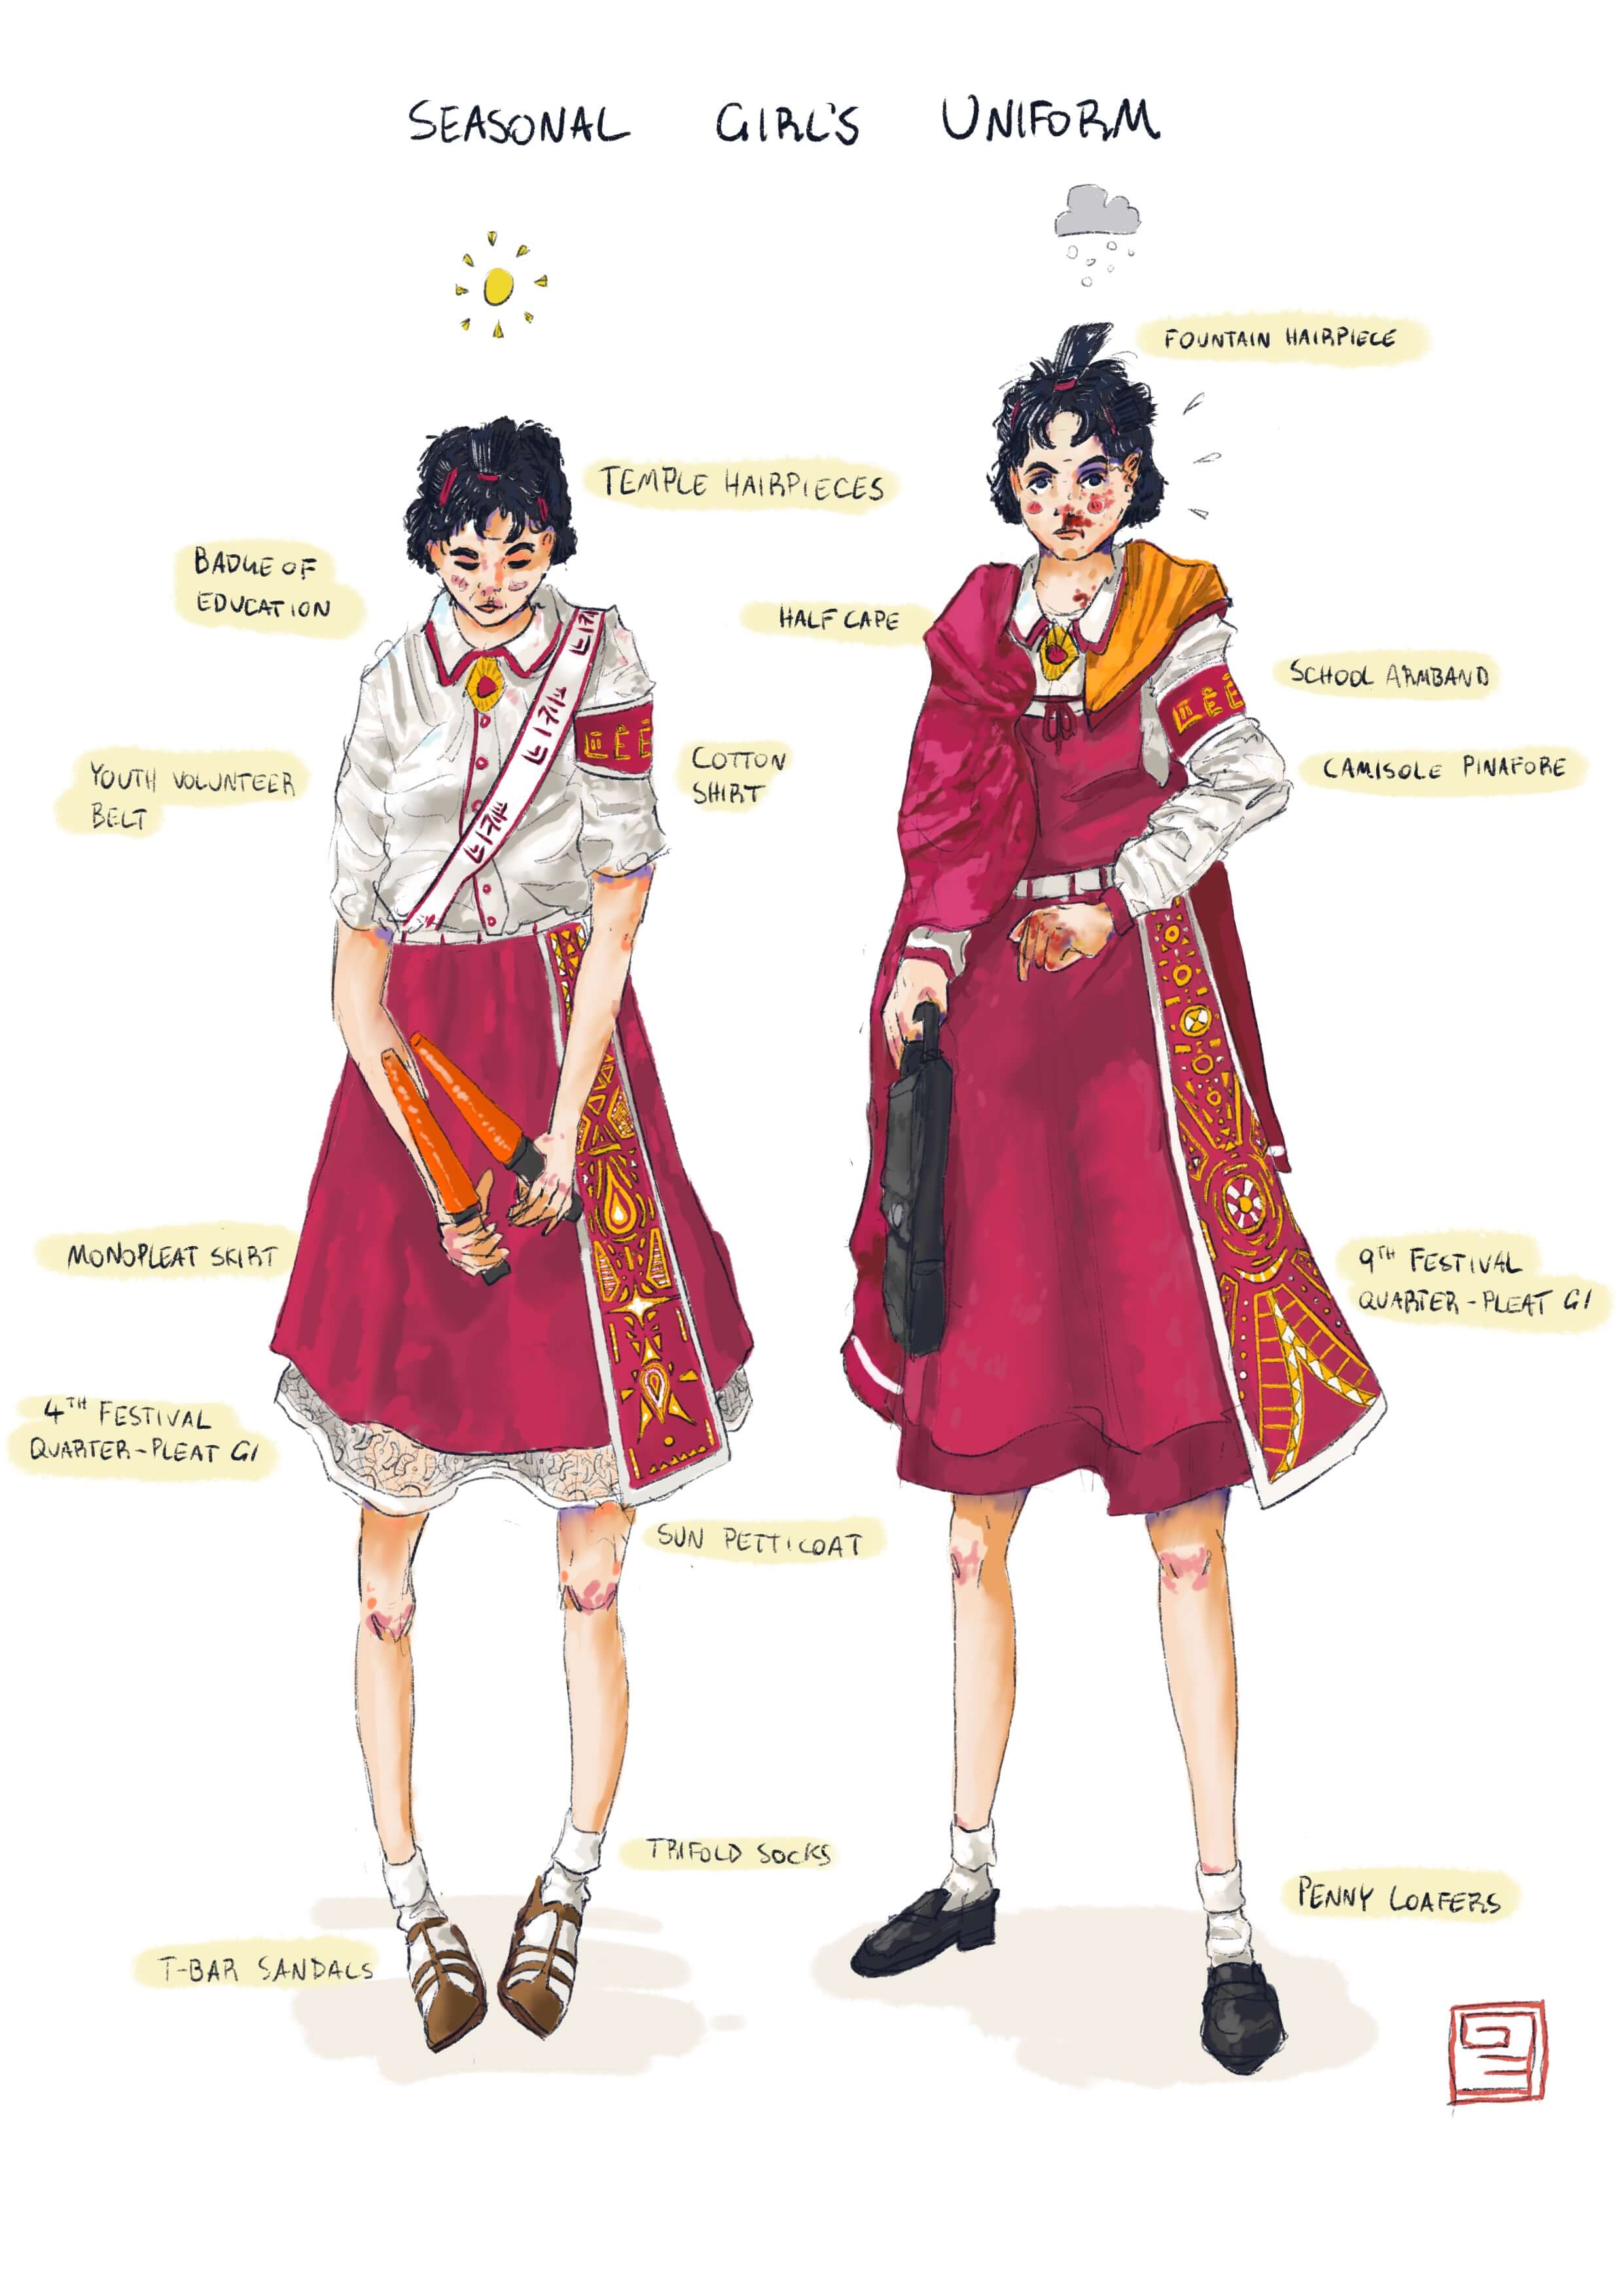 SEASONAL GIRL'S UNIFORM
FOUNTAIN HAIRPIECE
TEMPLE HAIRPIECES
BADGE OF
EDUCATION
HALF CAPE
SCHOOL ARMBAND
YOUTH VOLUNTEER
BELT
COTTON
SHIRT
CAMISOLE PINAFORE
MONOPLEAT SKIRT
9TH FESTIVAL
QUARTER-PLEAT GI
4TH FESTIVAL
QUARTER-PLEAT GI
SUN PETTICOAT
TRIFOLD SOCKS
PENNY LOAFERS
T-BAR SANDALS